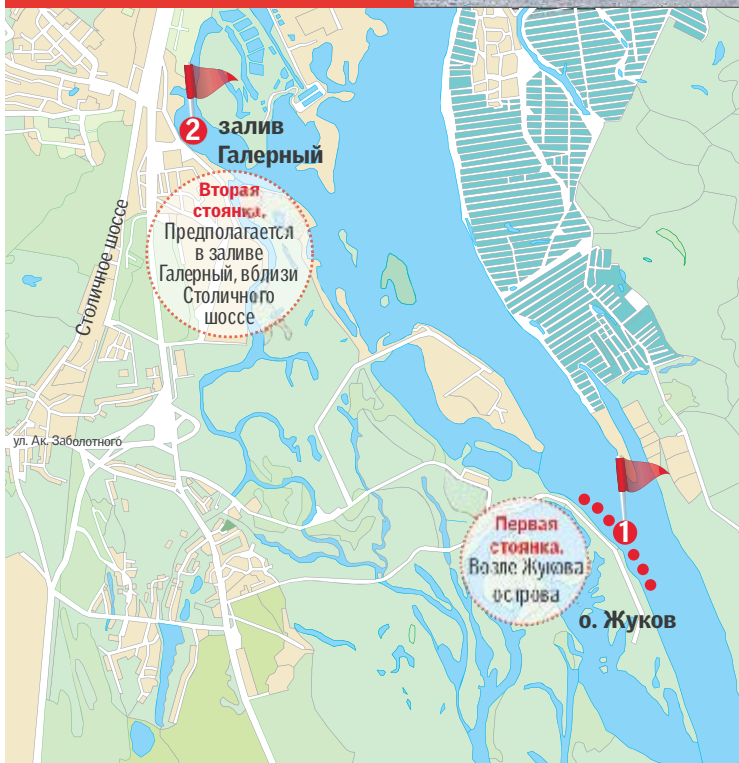 2
залив
Галерный
Вторая
стоянка.
Предполагается
в заливе
Галерный, вблизи
Столичного
шоссе
Столичное шоссе
ул. Ак. Заболотного
1
Первая
стоянка.
Возле Жукова
острова
о. Жуков